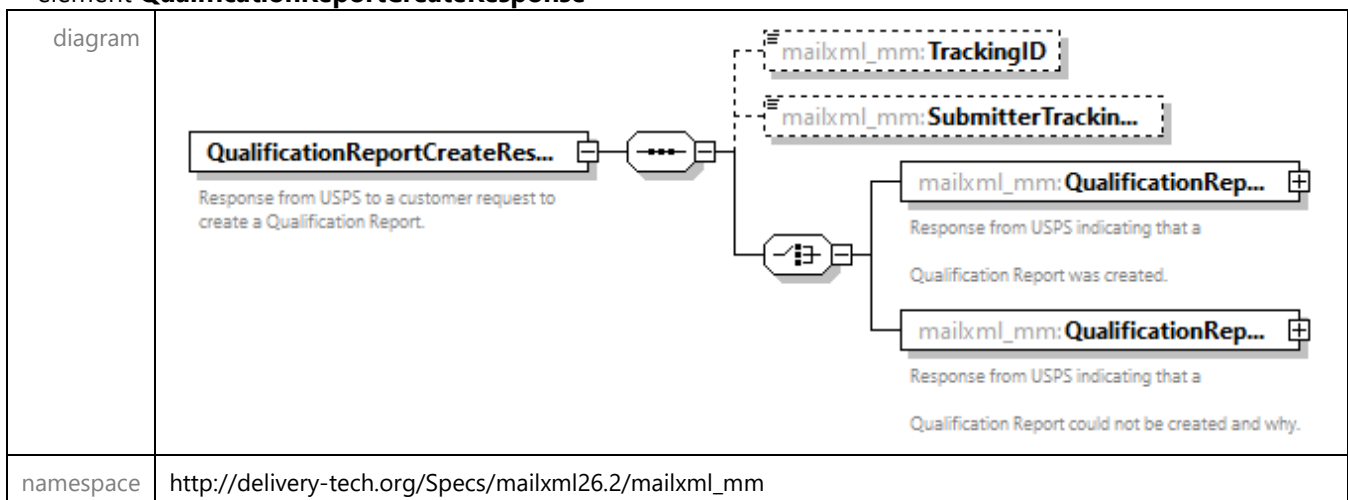 element QualificationReportCreateResponse
diagram
mailxml_mm:TrackingID
mailxml_mm:SubmitterTrackin...
QualificationReportCreateRes...
Response from USPS to a customer request to
create a Qualification Report.
mailxml_mm:QualificationRep...
Response from USPS indicating that a
Qualification Report was created.
mailxml_mm:QualificationRep...
Response from USPS indicating that a
Qualification Report could not be created and why.
namespace
http://delivery-tech.org/Specs/mailxml26.2/mailxml_mm